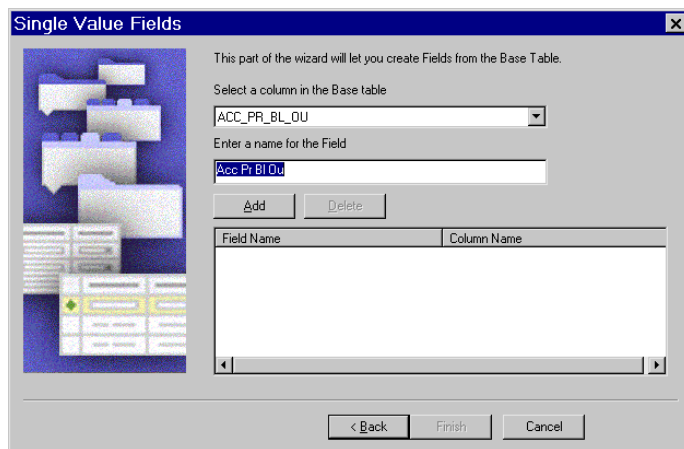 Single Value Fields
This part of the wizard will let you create Fields from the Base Table.
Select a column in the Base table
ACC_PR_BL_OU
Enter a name for the Field
Acc Pr Bl Ou
Add Delete
Field Name Column Name
< Back Finish Cancel